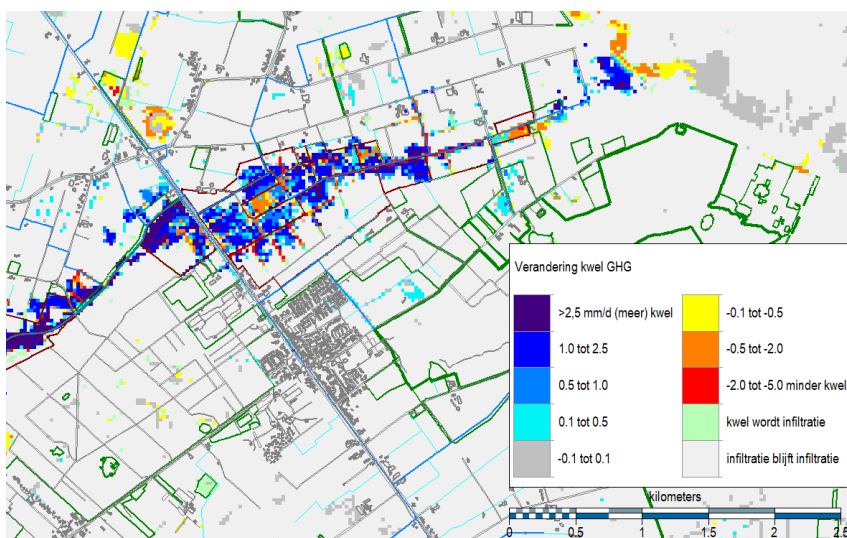 Verandering kwel GHG
>2,5 mm/d (meer) kwel
1.0 tot 2.5
0.5 to 1.0
0.1 tot 0.5
-0.1 tot 0.1
-0.1 to -0.5
-0.5 to -2.0
-2.0 tot -5.0 minder kwel
kwel wordt infiltratie
infiltratie blijft infiltratie
kilometers
0 0.5 1 1.5 2 2.5